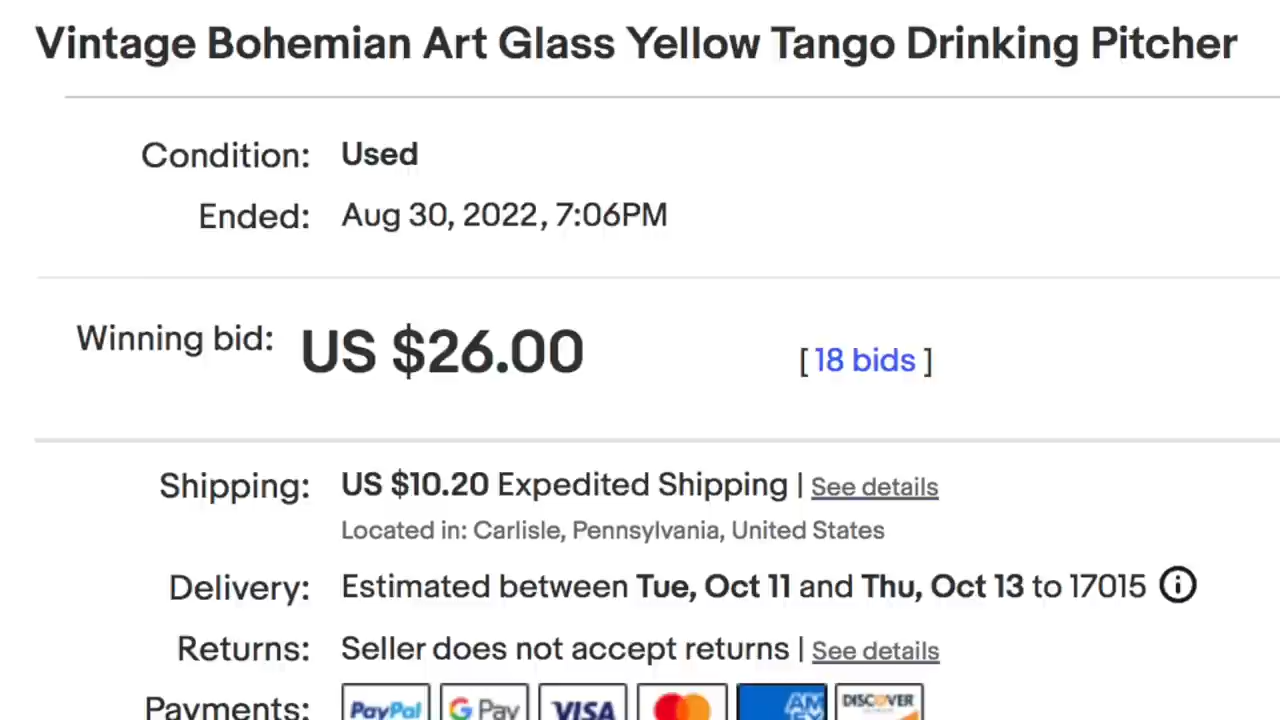 Vintage Bohemian Art Glass Yellow Tango Drinking Pitcher
Condition: Used
Ended: Aug 30, 2022, 7:06PM
Winning bid: US $26.00 [ 18 bids ]
Shipping: US $10.20 Expedited Shipping | See details
Located in: Carlisle, Pennsylvania, United States
Delivery: Estimated between Tue, Oct 11 and Thu, Oct 13 to 17015
Returns: Seller does not accept returns | See details
Payments: PayPal G Pay VISA AM EX DISCOVER